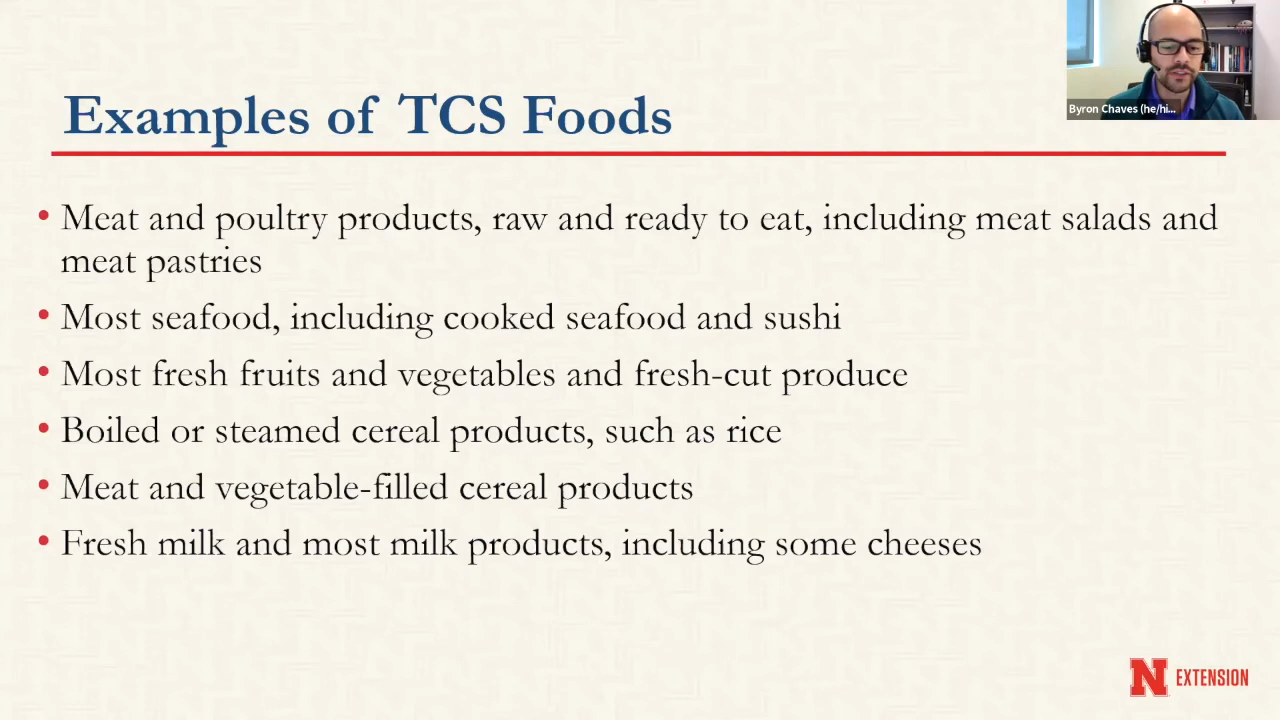 Byron Chaves (he/hi...
Examples of TCS Foods
• Meat and poultry products, raw and ready to eat, including meat salads and
meat pastries
• Most seafood, including cooked seafood and sushi
• Most fresh fruits and vegetables and fresh-cut produce
• Boiled or steamed cereal products, such as rice
• Meat and vegetable-filled cereal products
• Fresh milk and most milk products, including some cheeses
N EXTENSION